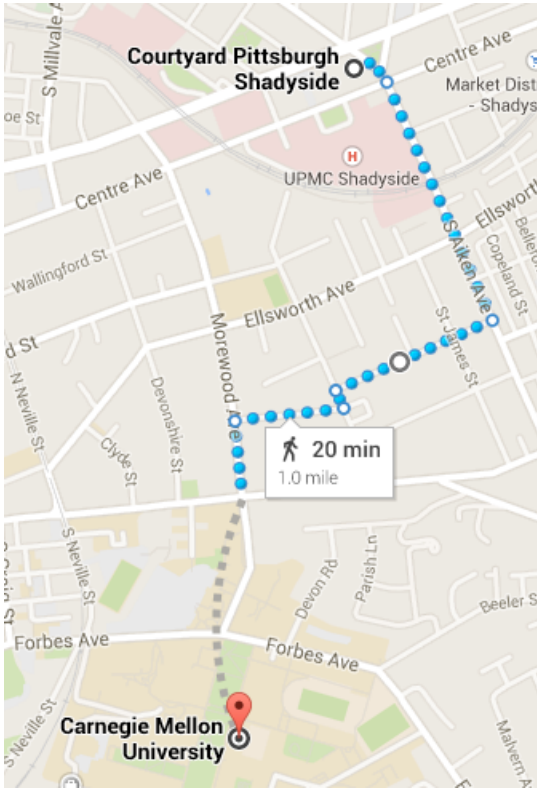 S Millvale A
Courtyard Pittsburgh
Shadyside
Centre Ave
Market Dist
- Shadys
oe St
H
UPMC Shadyside
Centre Ave
Ellsworth
Wallingford St
S Aiken Ave
Copeland St
Bellef
Ellsworth Ave
d St
Morewood Ave
St James St
N Neville St
Devonshire St
Clyde St
20 min
1.0 mile
S Neville St
Devon Rd
Parish Ln
Beeler S
Forbes Ave
Forbes Ave
Carnegie Mellon
University
S Neville St
Malvern A